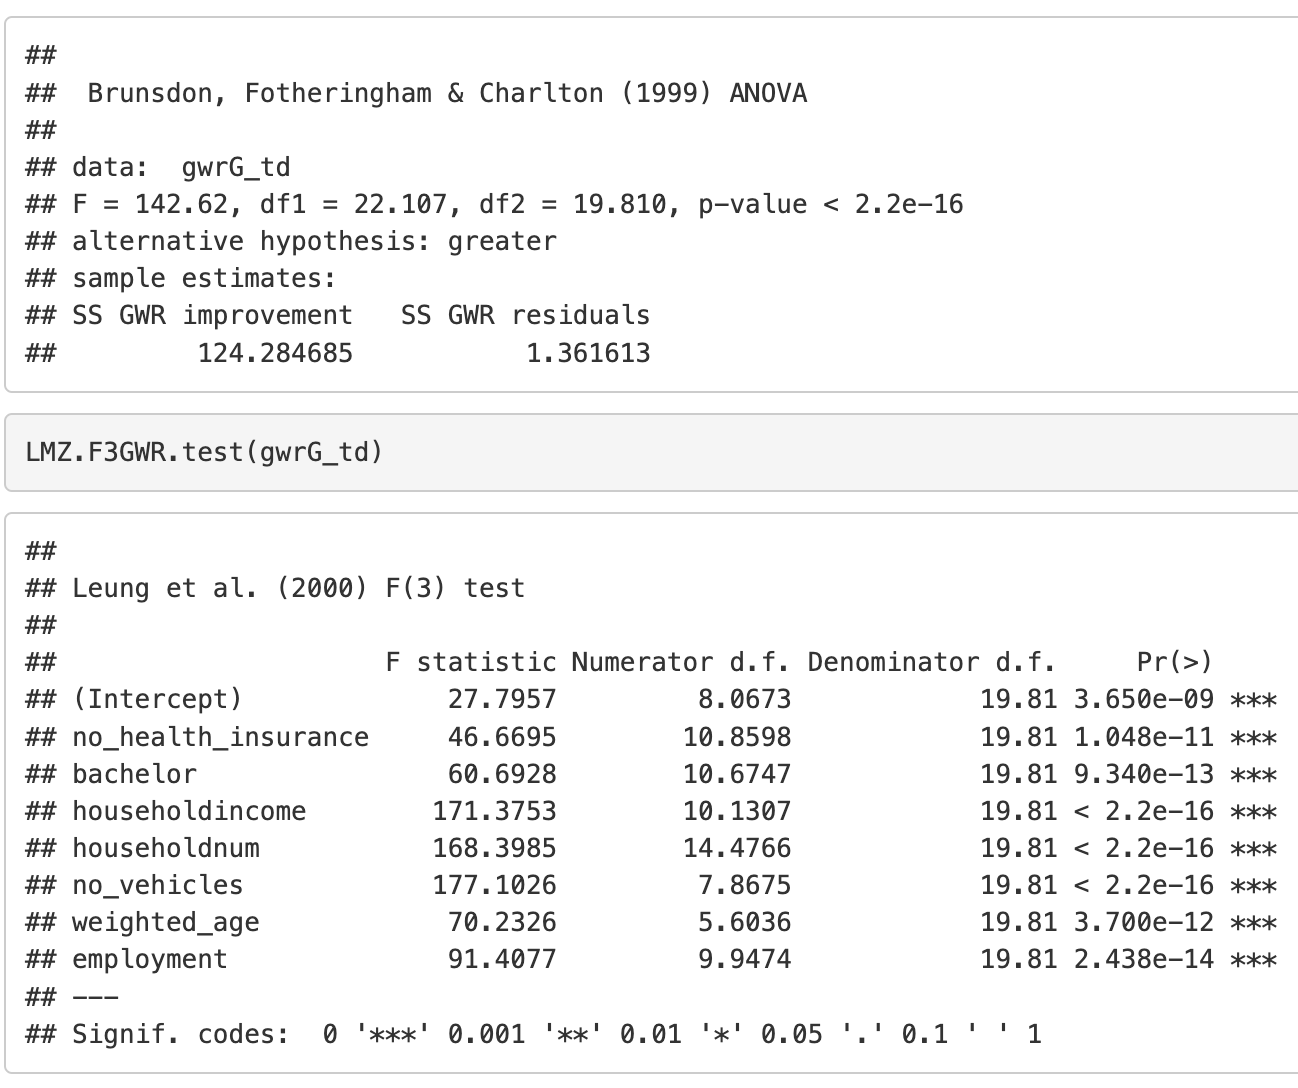 ##
##  Brunsdon, Fotheringham & Charlton (1999) ANOVA
##
## data:  gwrG_td
## F = 142.62, df1 = 22.107, df2 = 19.810, p-value < 2.2e-16
## alternative hypothesis: greater
## sample estimates:
## SS GWR improvement   SS GWR residuals
##         124.284685           1.361613
LMZ.F3GWR.test(gwrG_td)
##
## Leung et al. (2000) F(3) test
##
##                     F statistic Numerator d.f. Denominator d.f.     Pr(>)
## (Intercept)             27.7957         8.0673            19.81 3.650e-09 ***
## no_health_insurance     46.6695        10.8598            19.81 1.048e-11 ***
## bachelor                60.6928        10.6747            19.81 9.340e-13 ***
## householdincome        171.3753        10.1307            19.81 < 2.2e-16 ***
## householdnum           168.3985        14.4766            19.81 < 2.2e-16 ***
## no_vehicles            177.1026         7.8675            19.81 < 2.2e-16 ***
## weighted_age            70.2326         5.6036            19.81 3.700e-12 ***
## employment              91.4077         9.9474            19.81 2.438e-14 ***
## ---
## Signif. codes:  0 '***' 0.001 '**' 0.01 '*' 0.05 '.' 0.1 ' ' 1